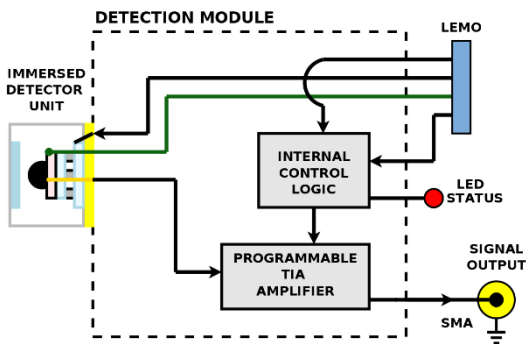 DETECTION MODULE
LEMO
IMMERSED
DETECTOR
UNIT
INTERNAL
CONTROL
LOGIC
LED
STATUS
PROGRAMMABLE
TIA
AMPLIFIER
SIGNAL
OUTPUT
SMA